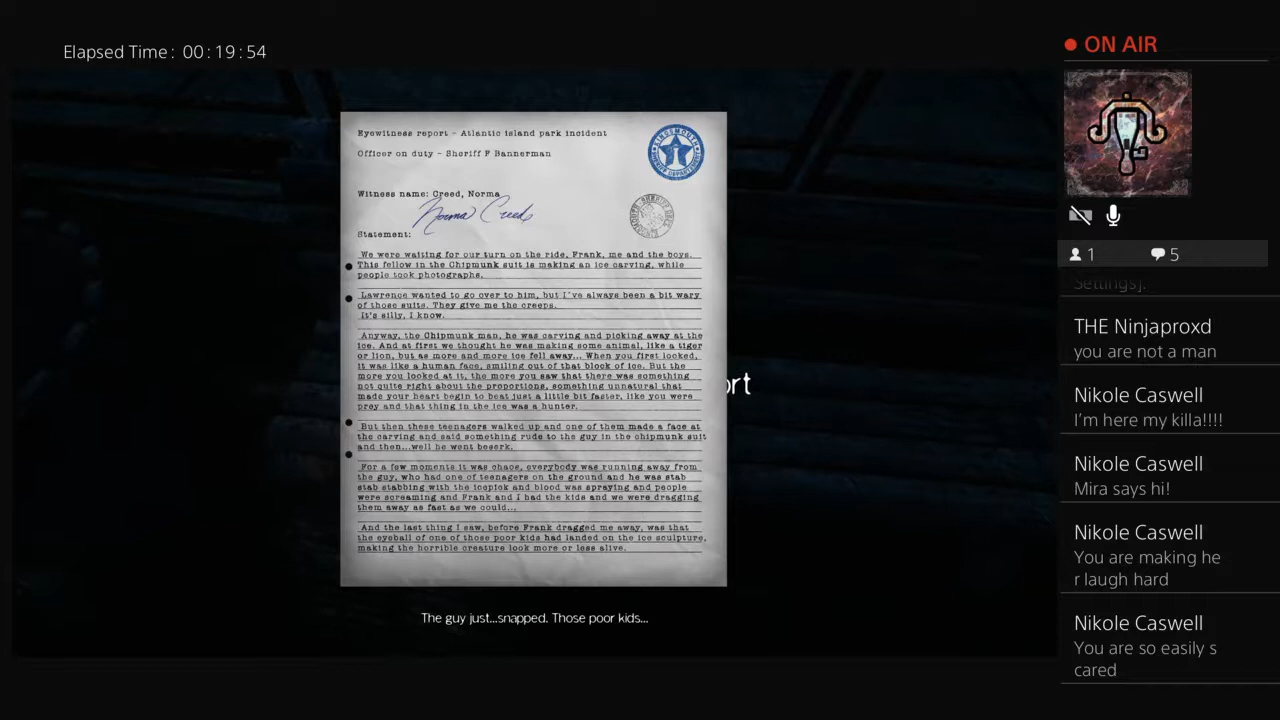 Elapsed Time: 00:19:54
ON AIR
Eyewitness report - Atlantic island park incident
Officer on duty - Sheriff F Bannerman
Witness name: Creed, Norma
Norma Creed
Statement:
We were waiting for our turn on the ride, Frank, me and the boys.
This fellow in the Chipmunk suit is making an ice carving, while
people took photographs.
Lawrence wanted to go over to him, but I've always been a bit wary
of those suits. They give me the creeps.
It's silly, I know.
Anyway, the Chipmunk man, he was carving and picking away at the
ice. And at first we thought he was making some animal, like a tiger
or lion, but as more and more ice fell away... When you first looked,
it was like a human face, smiling out of that block of ice. But the
more you looked at it, the more you saw that there was something
not quite right about the proportions, something unnatural that
made your heart begin to beat just a little bit faster, like you were
prey and that thing in the ice was a hunter.
But then these teenagers walked up and one of them made a face at
the carving and said something rude to the guy in the chipmunk suit
and then...well he went beserk.
For a few moments it was chaos, everybody was running away from
the guy, who had one of teenagers on the ground and he was stab
stab stabbing with the icepick and blood was spraying and people
were screaming and Frank and I had the kids and we were dragging
them away as fast as we could...
And the last thing I saw, before Frank dragged me away, was that
the eyeball of one of those poor kids had landed on the ice sculpture,
making the horrible creature look more or less alive.
ort
The guy just...snapped. Those poor kids...
1
5
Settings].
THE Ninjaproxd
you are not a man
Nikole Caswell
I'm here my killa!!!!
Nikole Caswell
Mira says hi!
Nikole Caswell
You are making he
r laugh hard
Nikole Caswell
You are so easily s
cared